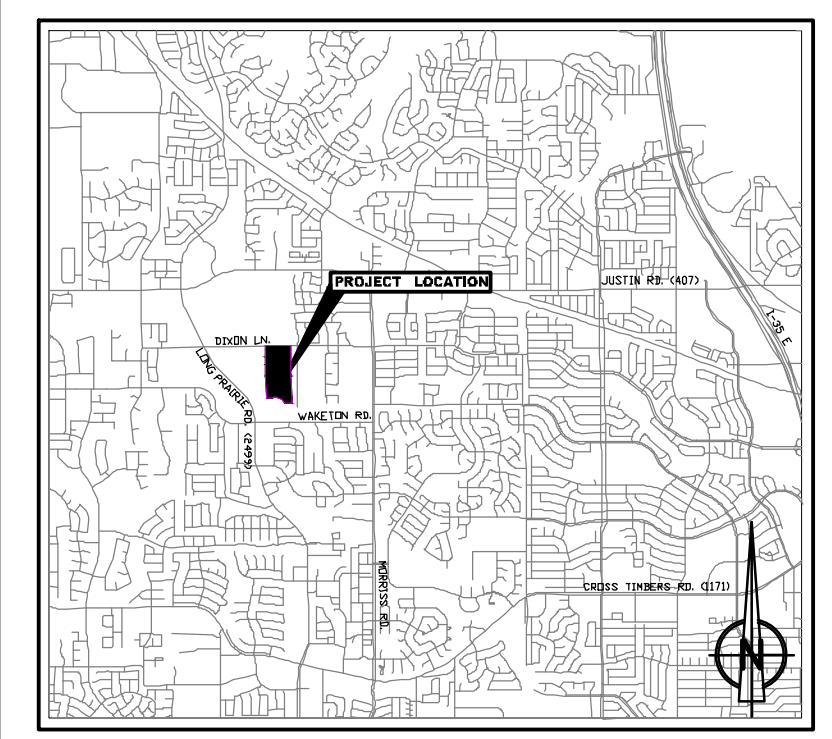 PROJECT LOCATION
JUSTIN RD. (407)
I-35 E
DIXON LN.
LONG PRAIRIE RD. (2499)
WAKETON RD.
MORRISS RD.
CROSS TIMBERS RD. (1171)
N